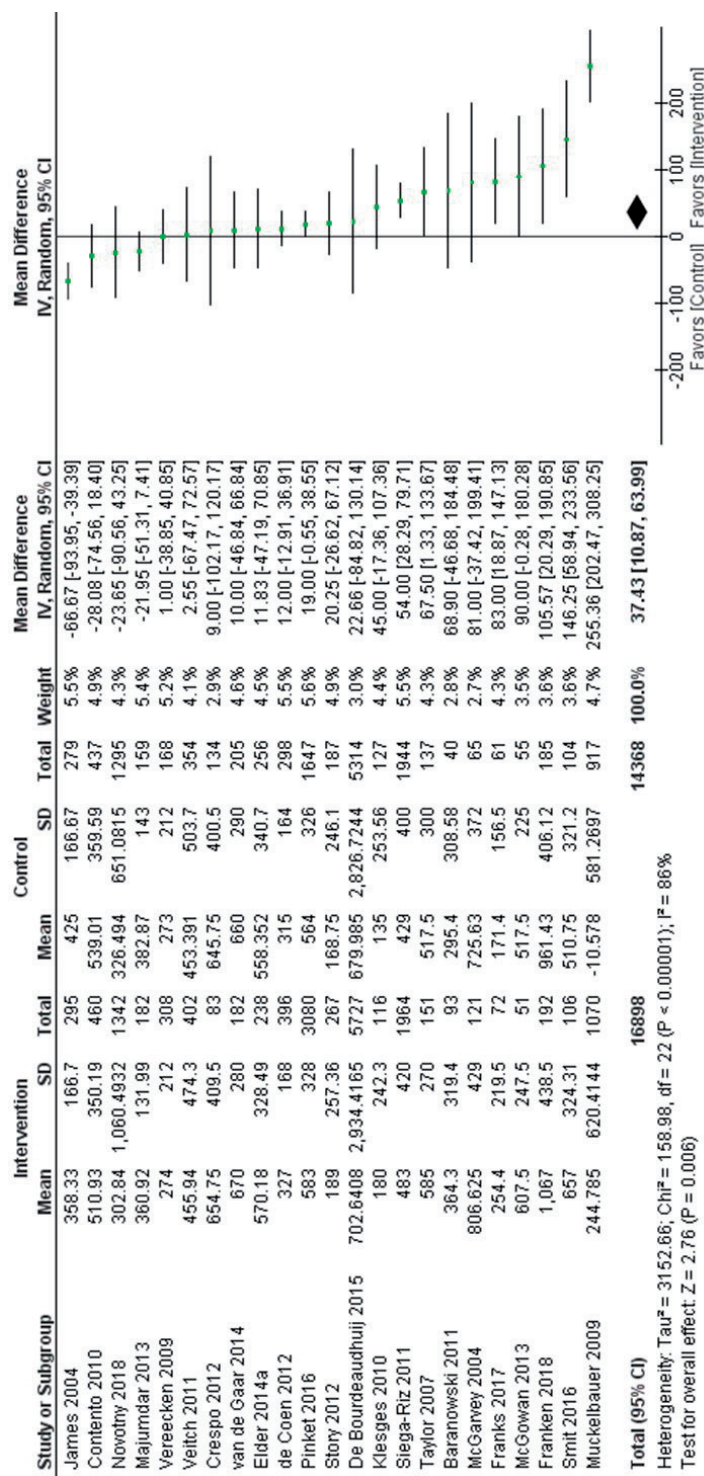 Intervention Control Mean Difference Mean Difference
Study or Subgroup Mean SD Total Mean SD Total Weight IV, Random, 95% CI IV, Random, 95% CI
James 2004 358.33 166.7 295 425 166.67 279 5.5% -66.67 [-93.95, -39.39]
Contento 2010 510.93 350.19 460 539.01 359.59 437 4.9% -28.08 [-74.56, 18.40]
Novotny 2018 302.84 1,060.4932 1342 326.494 651.0815 1295 4.3% -23.65 [-90.56, 43.25]
Majumdar 2013 360.92 131.99 182 382.87 143 159 5.4% -21.95 [-51.31, 7.41]
Vereecken 2009 274 212 308 273 212 168 5.2% 1.00 [-38.85, 40.85]
Veitch 2011 455.94 474.3 402 453.391 503.7 354 4.1% 2.55 [-67.47, 72.57]
Crespo 2012 654.75 409.5 83 645.75 400.5 134 2.9% 9.00 [-102.17, 120.17]
van de Gaar 2014 670 280 182 660 290 205 4.6% 10.00 [-46.84, 66.84]
Elder 2014a 570.18 328.49 238 558.352 340.7 256 4.5% 11.83 [-47.19, 70.85]
de Coen 2012 327 168 396 315 164 298 5.5% 12.00 [-12.91, 36.91]
Pinket 2016 583 328 3080 564 326 1647 5.6% 19.00 [-0.55, 38.55]
Story 2012 189 257.36 267 168.75 246.1 187 4.9% 20.25 [-26.62, 67.12]
De Bourdeaudhuij 2015 702.6408 2,934.4165 5727 679.985 2,826.7244 5314 3.0% 22.66 [-84.82, 130.14]
Klesges 2010 180 242.3 116 135 253.56 127 4.4% 45.00 [-17.36, 107.36]
Siega-Riz 2011 483 420 1964 429 400 1944 5.5% 54.00 [28.29, 79.71]
Taylor 2007 585 270 151 517.5 300 137 4.3% 67.50 [1.33, 133.67]
Baranowski 2011 364.3 319.4 93 295.4 308.58 40 2.8% 68.90 [-46.68, 184.48]
McGarvey 2004 806.625 429 121 725.63 372 65 2.7% 81.00 [-37.42, 199.41]
Franks 2017 254.4 219.5 72 171.4 156.5 61 4.3% 83.00 [18.87, 147.13]
McGowan 2013 607.5 247.5 51 517.5 225 55 3.5% 90.00 [-0.28, 180.28]
Franken 2018 1,067 438.5 192 961.43 406.12 185 3.6% 105.57 [20.29, 190.85]
Smit 2016 657 324.31 106 510.75 321.2 104 3.6% 146.25 [58.94, 233.56]
Muckelbauer 2009 244.785 620.4144 1070 -10.578 581.2697 917 4.7% 255.36 [202.47, 308.25]
Total (95% CI) 16898 14368 100.0% 37.43 [10.87, 63.99]
Heterogeneity: Tau² = 3152.66; Chi² = 158.98, df = 22 (P < 0.00001); I² = 86%
Test for overall effect: Z = 2.76 (P = 0.006)
-200 -100 0 100 200
Favors [Control] Favors [Intervention]